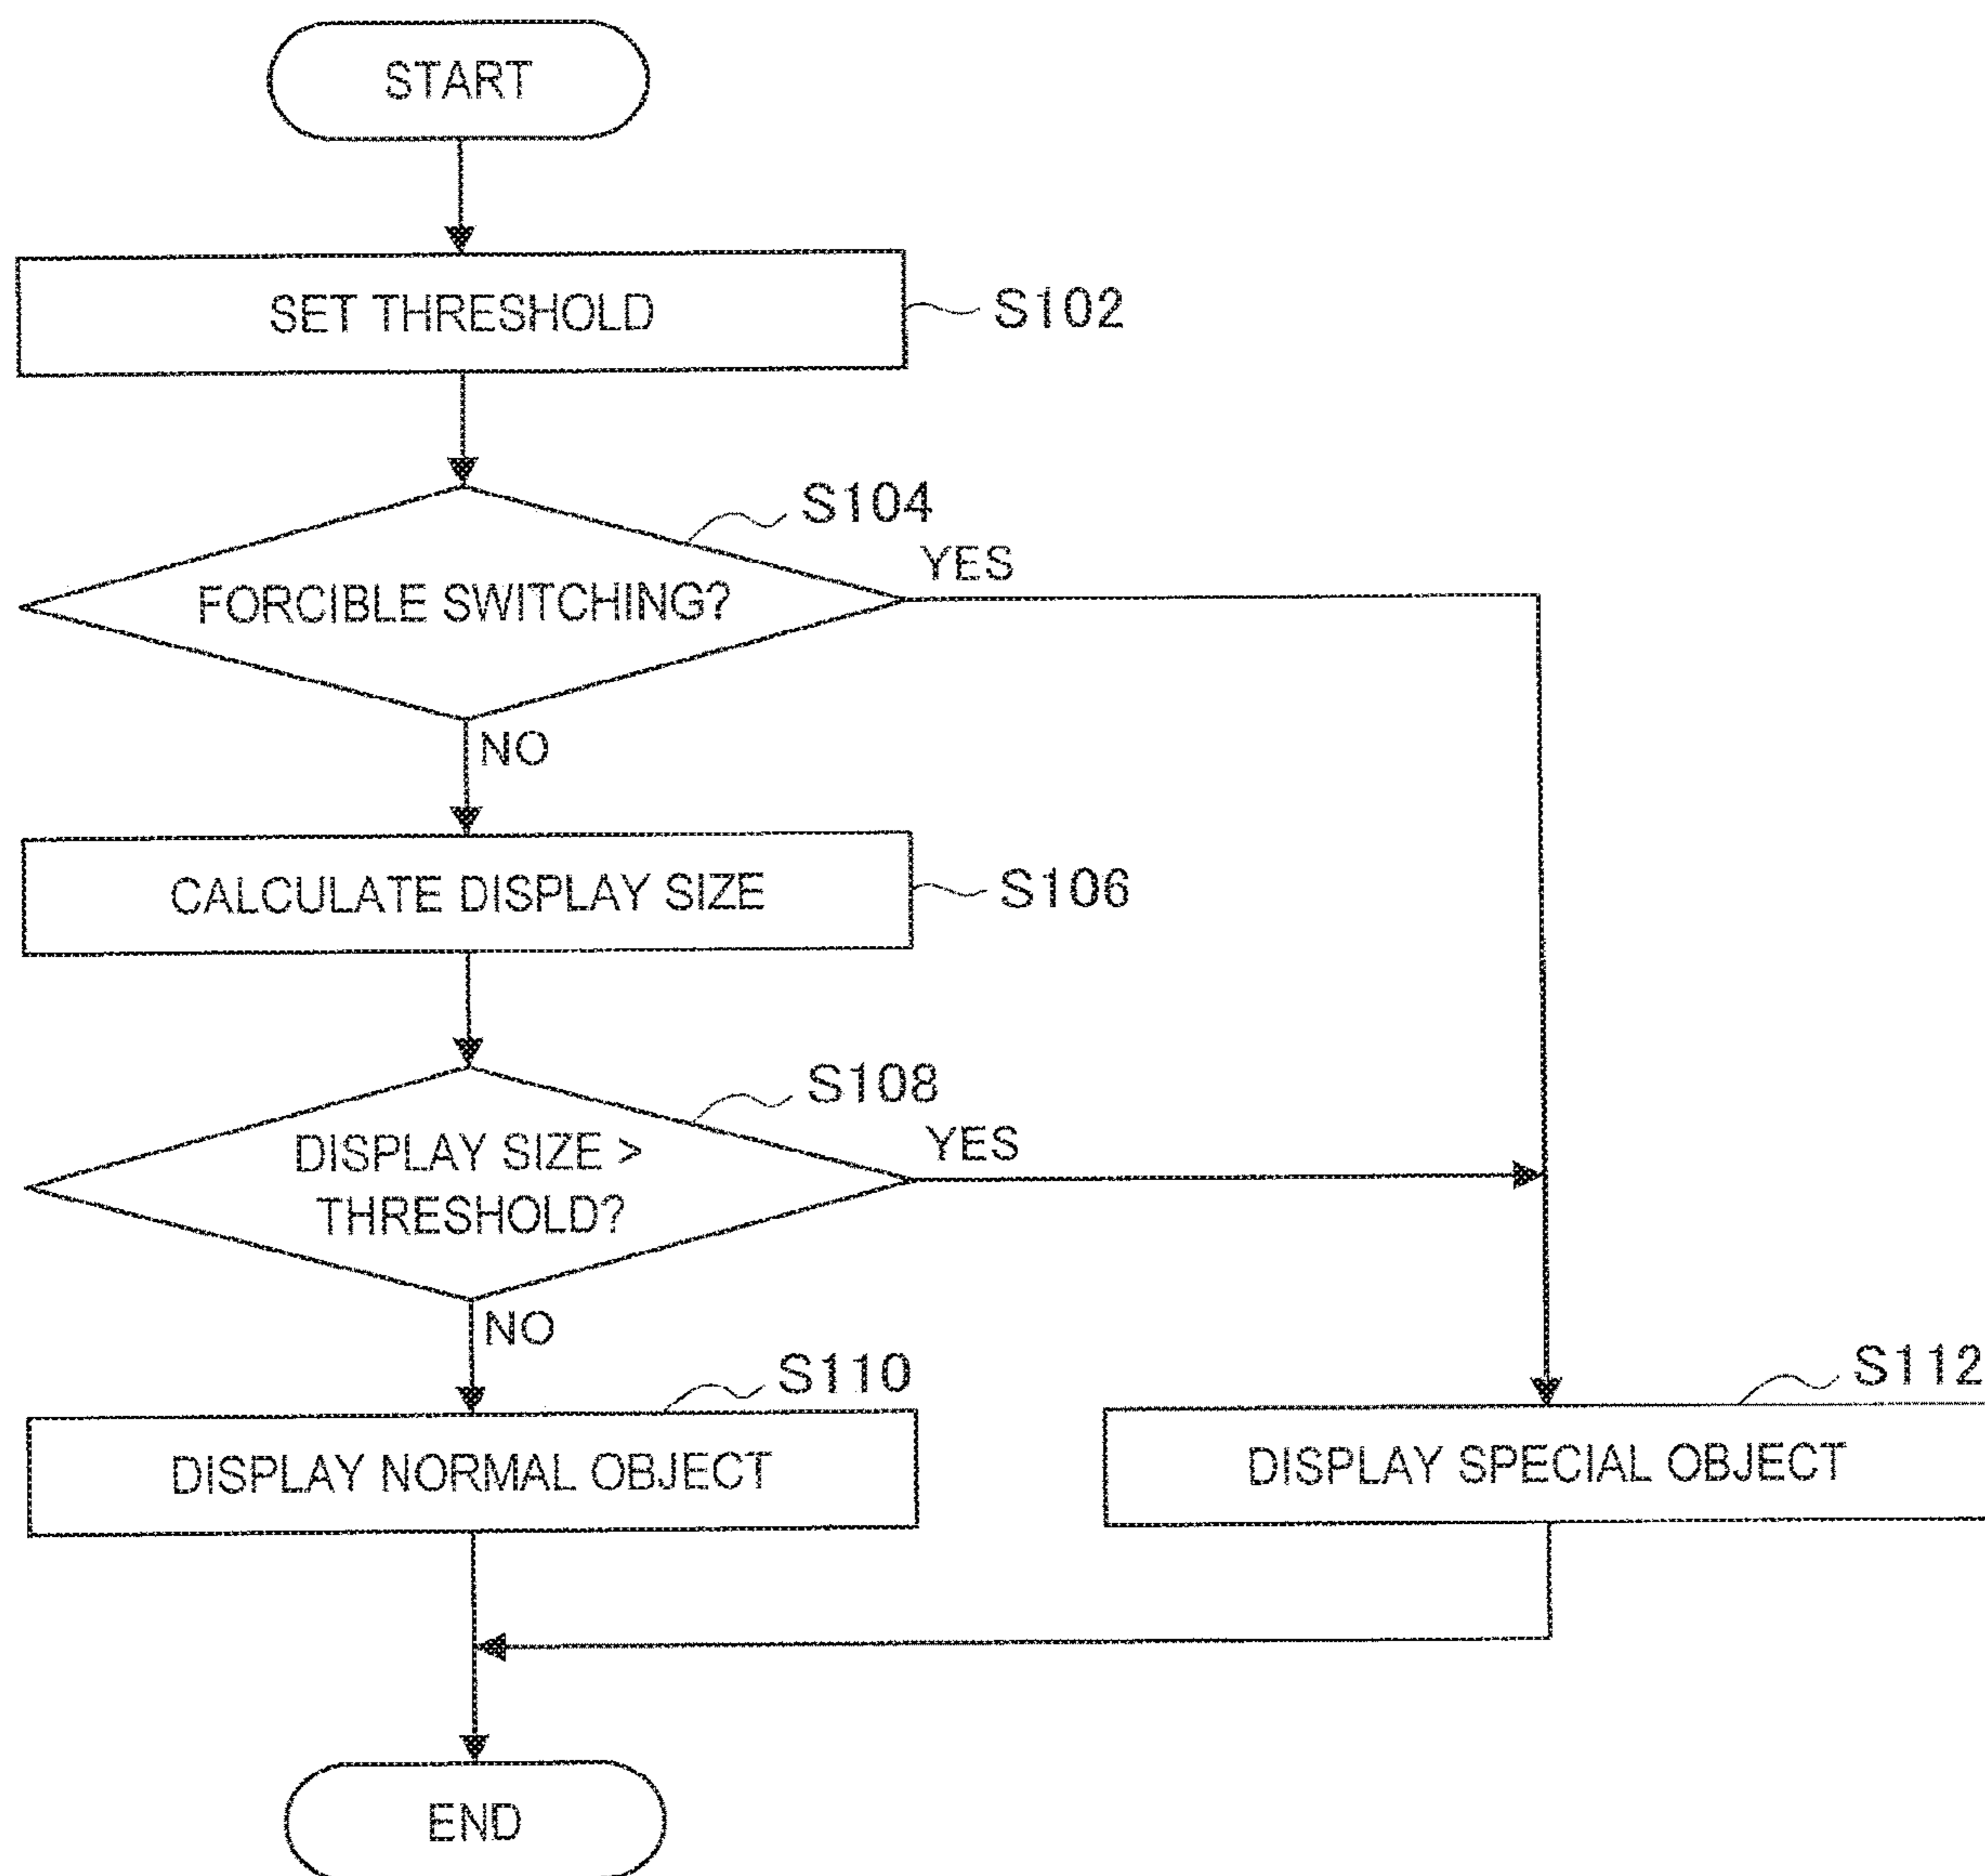 START
SET THRESHOLD
S102
S104
FORCIBLE SWITCHING?
YES
NO
CALCULATE DISPLAY SIZE
S106
S108
DISPLAY SIZE >
THRESHOLD?
YES
NO
S110
DISPLAY NORMAL OBJECT
S112
DISPLAY SPECIAL OBJECT
END